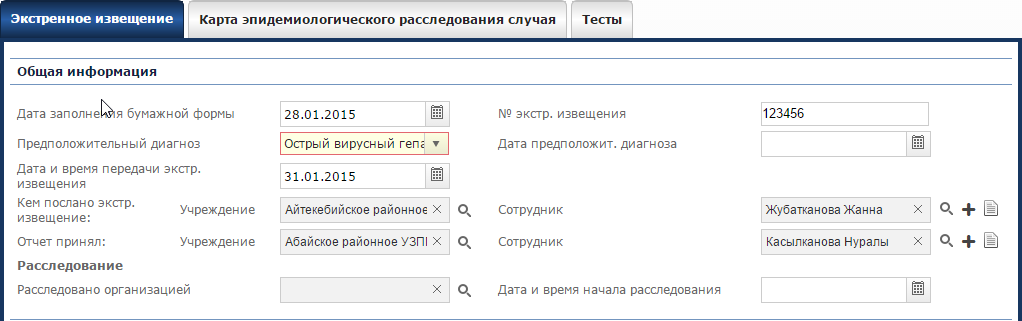 Экстренное извещение Карта эпидемиологического расследования случая Тесты
Общая информация
Дата заполнения бумажной формы 28.01.2015 № экстр. извещения 123456
Предположительный диагноз Острый вирусный гепа Дата предположит. диагноза
Дата и время передачи экстр. извещения 31.01.2015
Кем послано экстр. извещение: Учреждение Айтекебийское районное Сотрудник Жубатканова Жанна
Отчет принял: Учреждение Абайское районное УЗПП Сотрудник Касылканова Нуралы
Расследование
Расследовано организацией Дата и время начала расследования